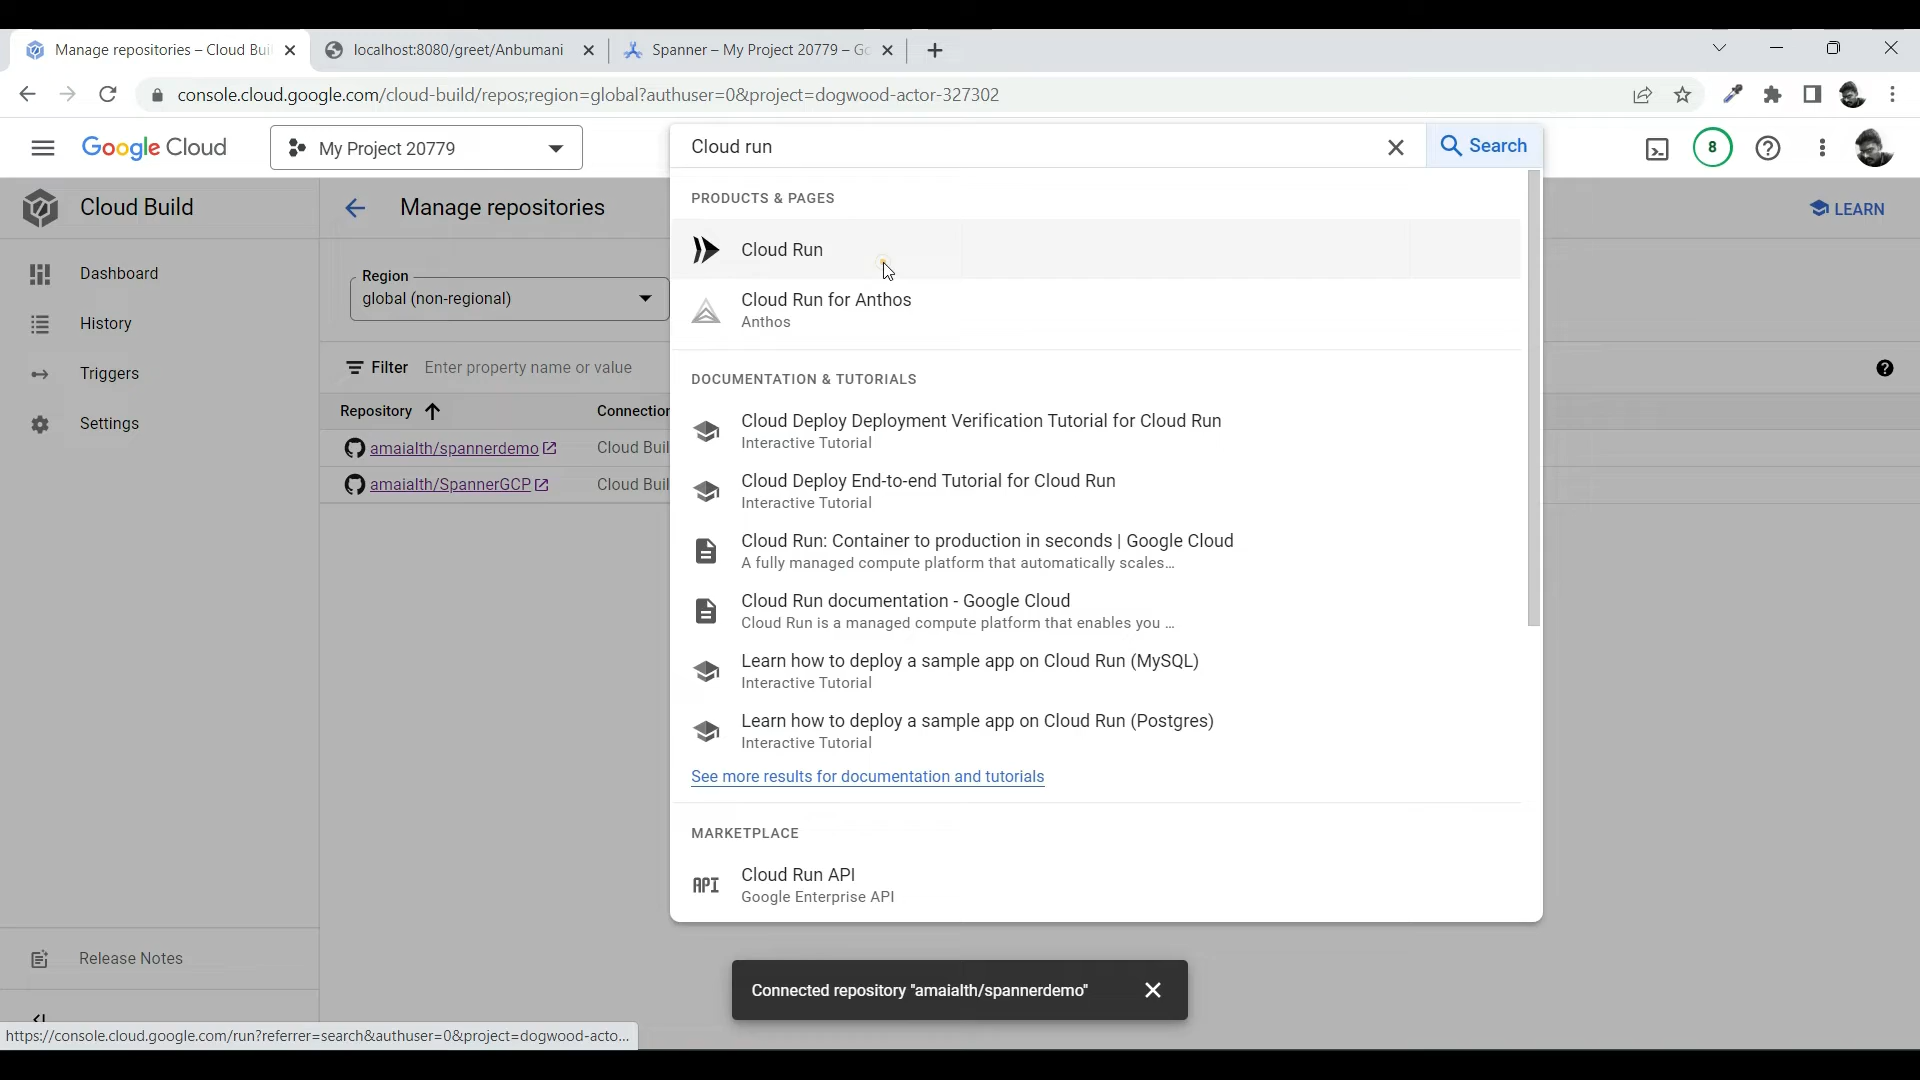 Manage repositories – Cloud Bui
localhost:8080/greet/Anbumani
Spanner – My Project 20779 – Go
console.cloud.google.com/cloud-build/repos;region=global?authuser=0&project=dogwood-actor-327302
Google Cloud
My Project 20779
Cloud run
Search
8
Cloud Build
Manage repositories
LEARN
PRODUCTS & PAGES
Cloud Run
Cloud Run for Anthos
Anthos
Dashboard
History
Triggers
Settings
Region
global (non-regional)
Filter
Enter property name or value
Repository
Connection
amaialth/spannerdemo
Cloud Buil
amaialth/SpannerGCP
Cloud Buil
DOCUMENTATION & TUTORIALS
Cloud Deploy Deployment Verification Tutorial for Cloud Run
Interactive Tutorial
Cloud Deploy End-to-end Tutorial for Cloud Run
Interactive Tutorial
Cloud Run: Container to production in seconds | Google Cloud
A fully managed compute platform that automatically scales…
Cloud Run documentation - Google Cloud
Cloud Run is a managed compute platform that enables you …
Learn how to deploy a sample app on Cloud Run (MySQL)
Interactive Tutorial
Learn how to deploy a sample app on Cloud Run (Postgres)
Interactive Tutorial
See more results for documentation and tutorials
MARKETPLACE
API
Cloud Run API
Google Enterprise API
Release Notes
Connected repository "amaialth/spannerdemo"
https://console.cloud.google.com/run?referrer=search&authuser=0&project=dogwood-acto...